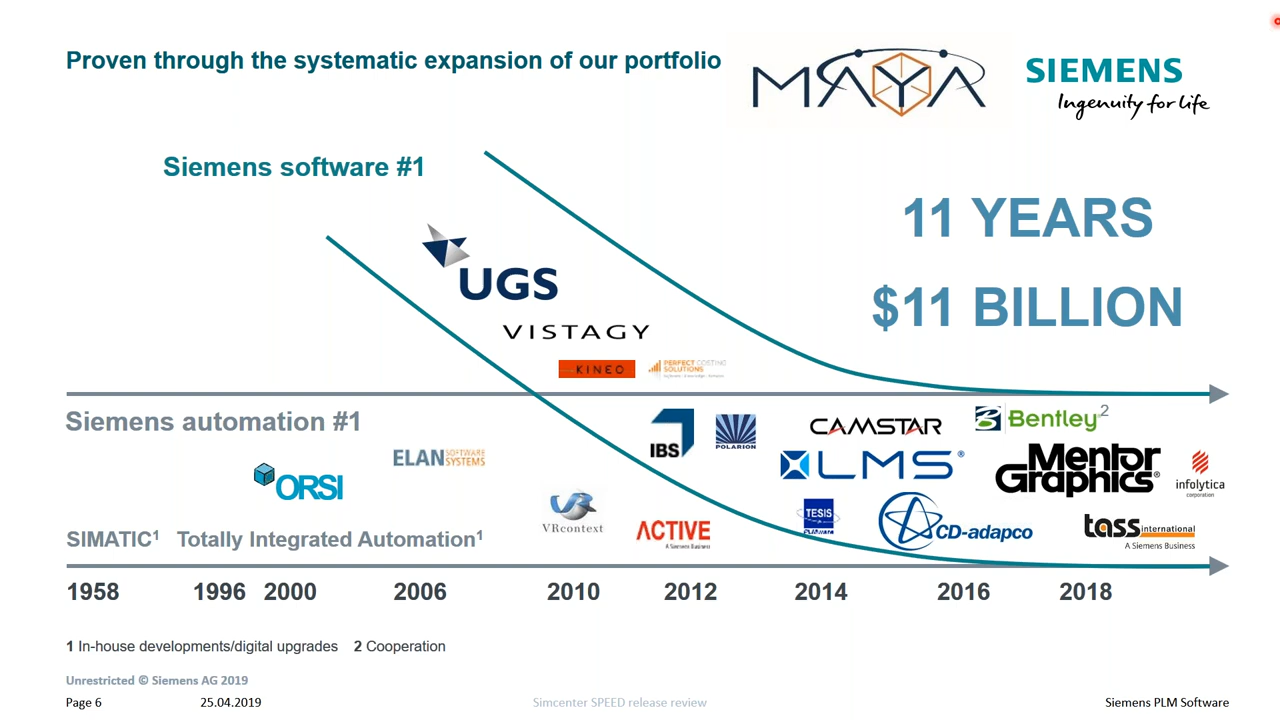 Proven through the systematic expansion of our portfolio
MAYA
SIEMENS
Ingenuity for life
Siemens software #1
11 YEARS
$11 BILLION
UGS
VISTAGY
KINEO
PERFECT COSTING
SOLUTIONS
Siemens automation #1
ORSI
ELAN SOFTWARE
SYSTEMS
VRcontext
IBS
POLARION
ACTIVE
A Siemens Business
CAMSTAR
LMS®
TESIS
CD-adapco
Bentley2
Mentor
Graphics®
infolytica
corporation
tass international
A Siemens Business
SIMATIC1 Totally Integrated Automation1
1958 1996 2000 2006 2010 2012 2014 2016 2018
1 In-house developments/digital upgrades 2 Cooperation
Unrestricted © Siemens AG 2019
Page 6 25.04.2019 Simcenter SPEED release review Siemens PLM Software